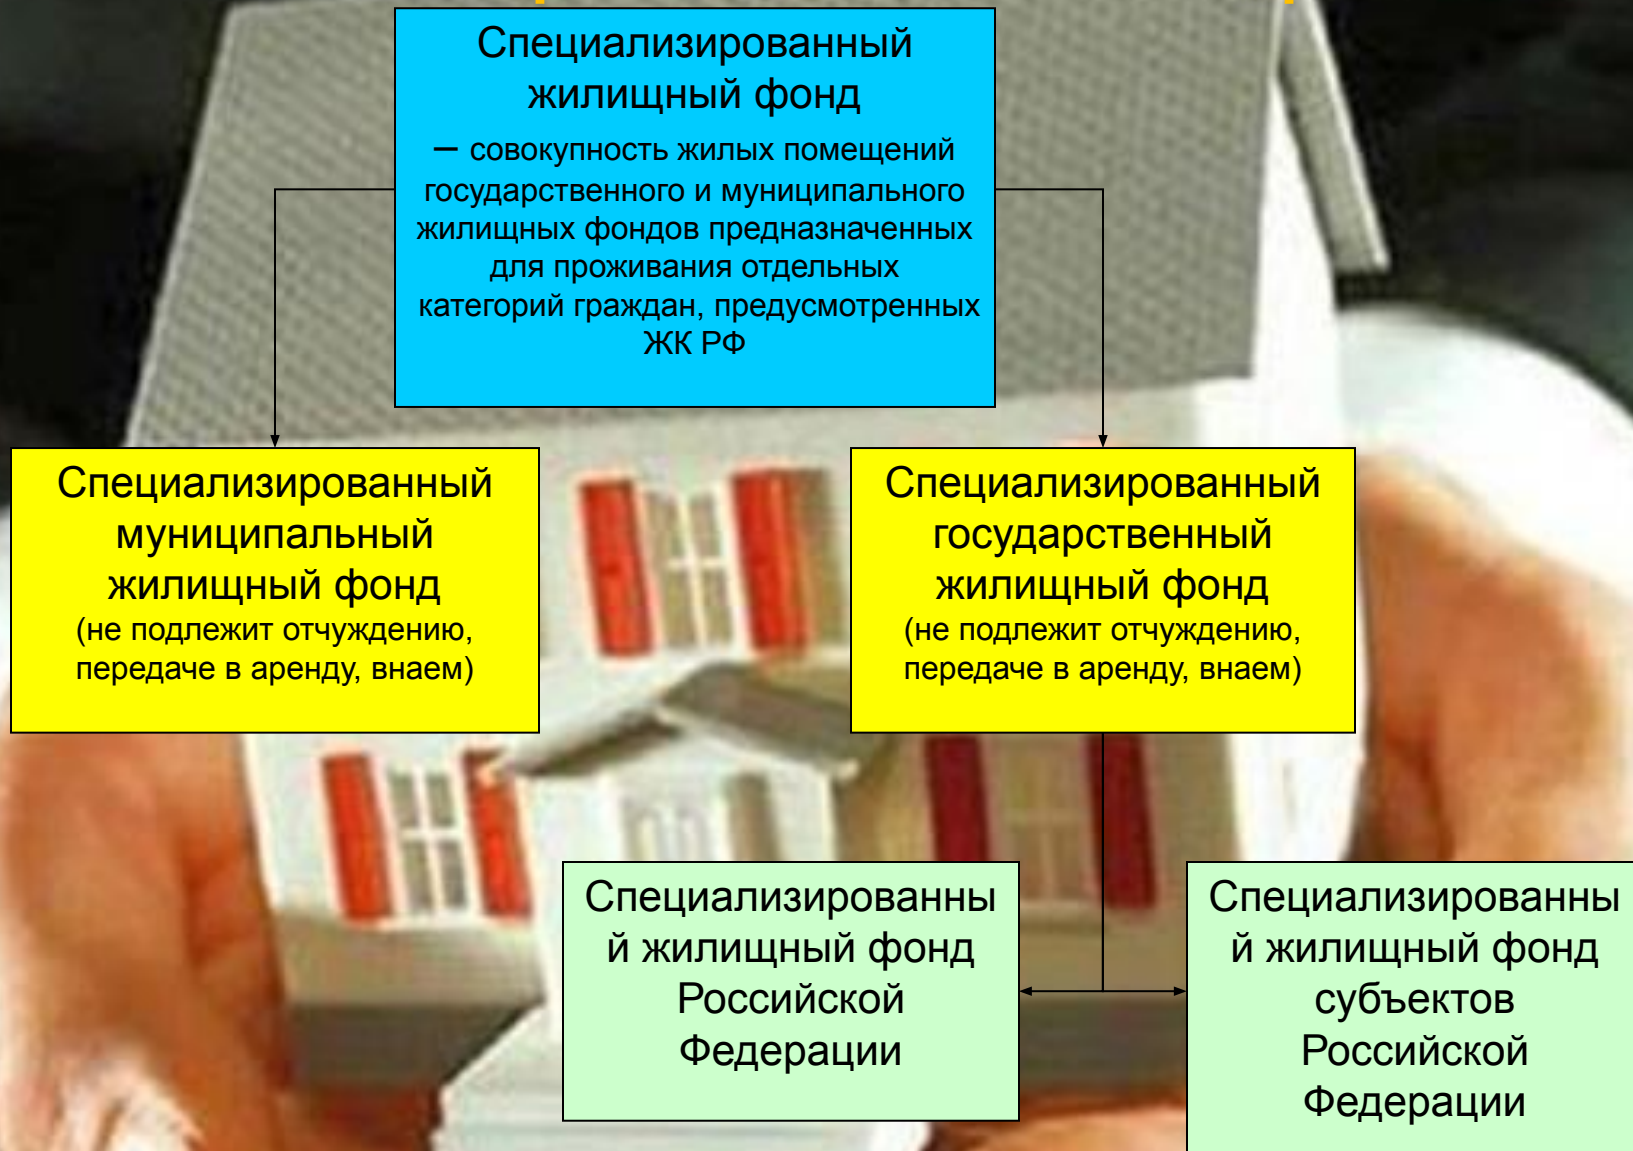 Специализированный
жилищный фонд
– совокупность жилых помещений
государственного и муниципального
жилищных фондов предназначенных
для проживания отдельных
категорий граждан, предусмотренных
ЖК РФ
Специализированный
муниципальный
жилищный фонд
(не подлежит отчуждению,
передаче в аренду, внаем)
Специализированный
государственный
жилищный фонд
(не подлежит отчуждению,
передаче в аренду, внаем)
Специализированны
й жилищный фонд
Российской
Федерации
Специализированны
й жилищный фонд
субъектов
Российской
Федерации